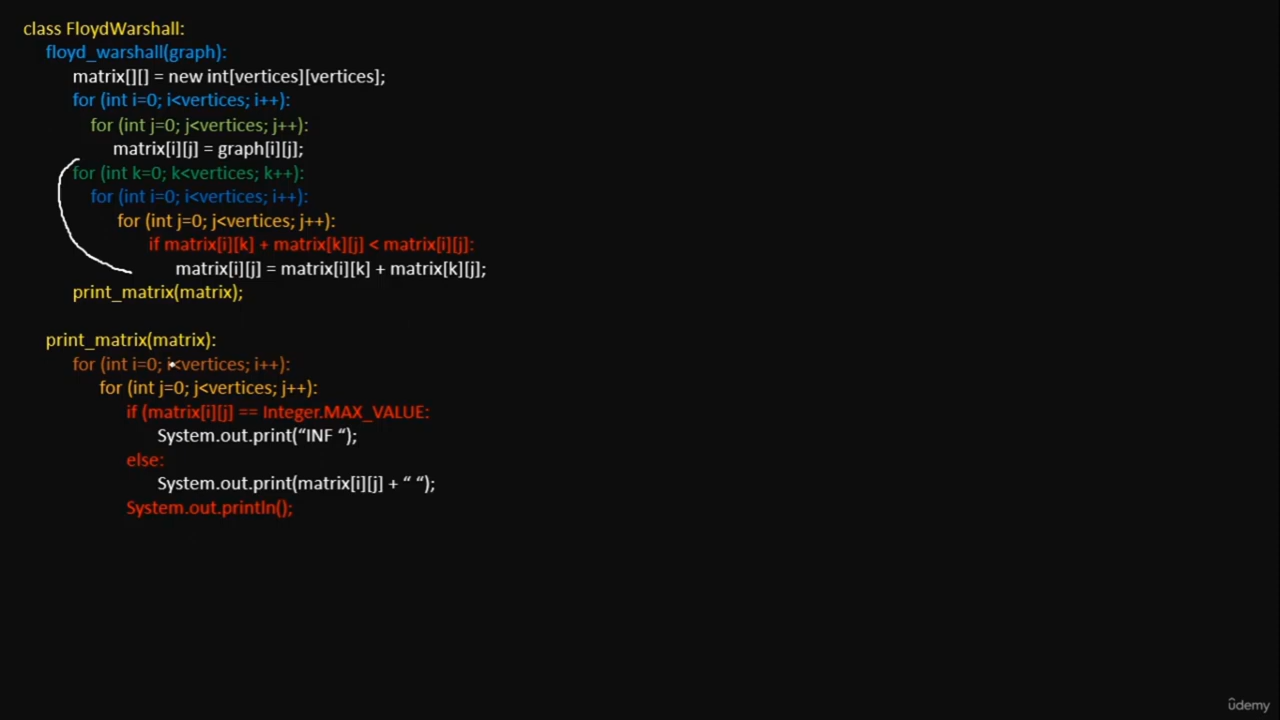 class FloydWarshall:
floyd_warshall(graph):
matrix[][] = new int[vertices][vertices];
for (int i=0; i<vertices; i++):
for (int j=0; j<vertices; j++):
matrix[i][j] = graph[i][j];
for (int k=0; k<vertices; k++):
for (int i=0; i<vertices; i++):
for (int j=0; j<vertices; j++):
if matrix[i][k] + matrix[k][j] < matrix[i][j]:
matrix[i][j] = matrix[i][k] + matrix[k][j];
print_matrix(matrix);
print_matrix(matrix):
for (int i=0; i<vertices; i++):
for (int j=0; j<vertices; j++):
if (matrix[i][j] == Integer.MAX_VALUE:
System.out.print(“INF “);
else:
System.out.print(matrix[i][j] + “ “);
System.out.println();
ûdemy